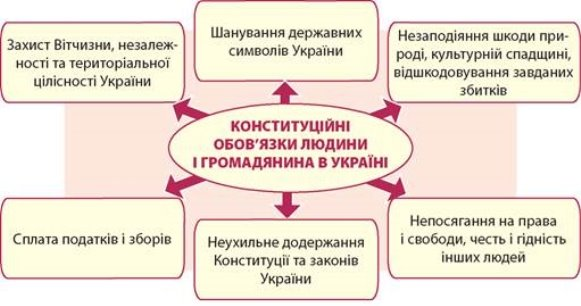 Захист Вітчизни, незалеж-
ності та територіальної
цілісності України
Шанування державних
символів України
Незаподіяння шкоди при-
роді, культурній спадщині,
відшкодовування завданих
збитків
КОНСТИТУЦІЙНІ
ОБОВ'ЯЗКИ ЛЮДИНИ
І ГРОМАДЯНИНА В УКРАЇНІ
Сплата податків і зборів
Неухильне додержання
Конституції та законів
України
Непосягання на права
і свободи, честь і гідність
інших людей